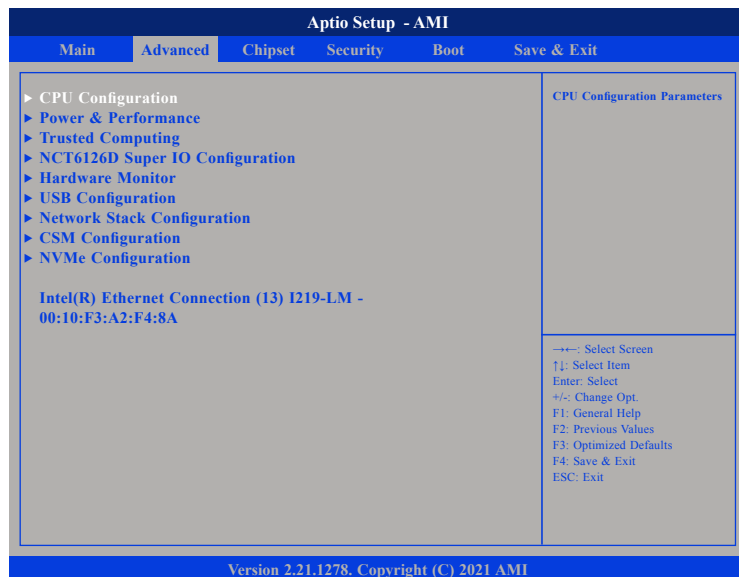 Aptio Setup - AMI
Main Advanced Chipset Security Boot Save & Exit
► CPU Configuration
► Power & Performance
► Trusted Computing
► NCT6126D Super IO Configuration
► Hardware Monitor
► USB Configuration
► Network Stack Configuration
► CSM Configuration
► NVMe Configuration
Intel(R) Ethernet Connection (13) I219-LM -
00:10:F3:A2:F4:8A
CPU Configuration Parameters
→←: Select Screen
↑↓: Select Item
Enter: Select
+/-: Change Opt.
F1: General Help
F2: Previous Values
F3: Optimized Defaults
F4: Save & Exit
ESC: Exit
Version 2.21.1278. Copyright (C) 2021 AMI